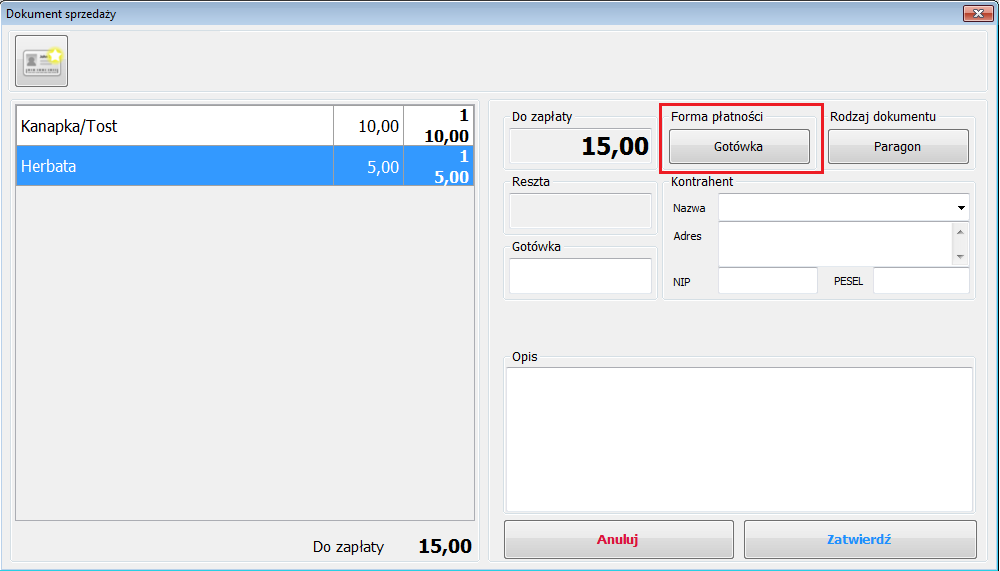 Dokument sprzedaży
Kanapka/Tost 10,00 1
10,00
Herbata 5,00 1
5,00
Do zapłaty 15,00
Do zapłaty
15,00
Forma płatności
Gotówka
Rodzaj dokumentu
Paragon
Reszta
Gotówka
Kontrahent
Nazwa
Adres
NIP PESEL
Opis
Anuluj Zatwierdź